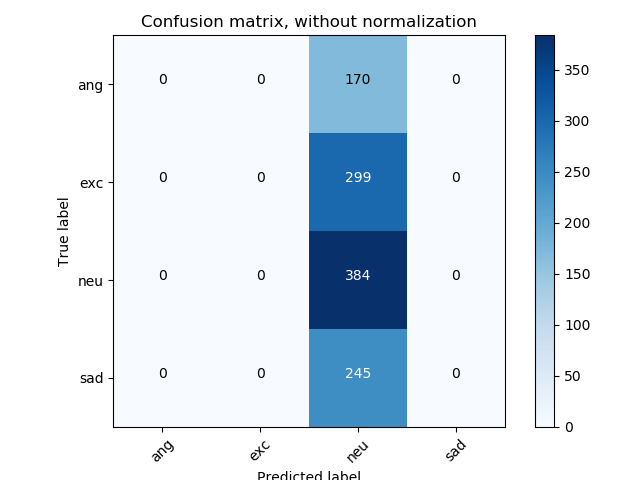 Confusion matrix, without normalization
ang 0 0 170 0
exc 0 0 299 0
neu 0 0 384 0
sad 0 0 245 0
ang exc neu sad
True label
Predicted label
350
300
250
200
150
100
50
0